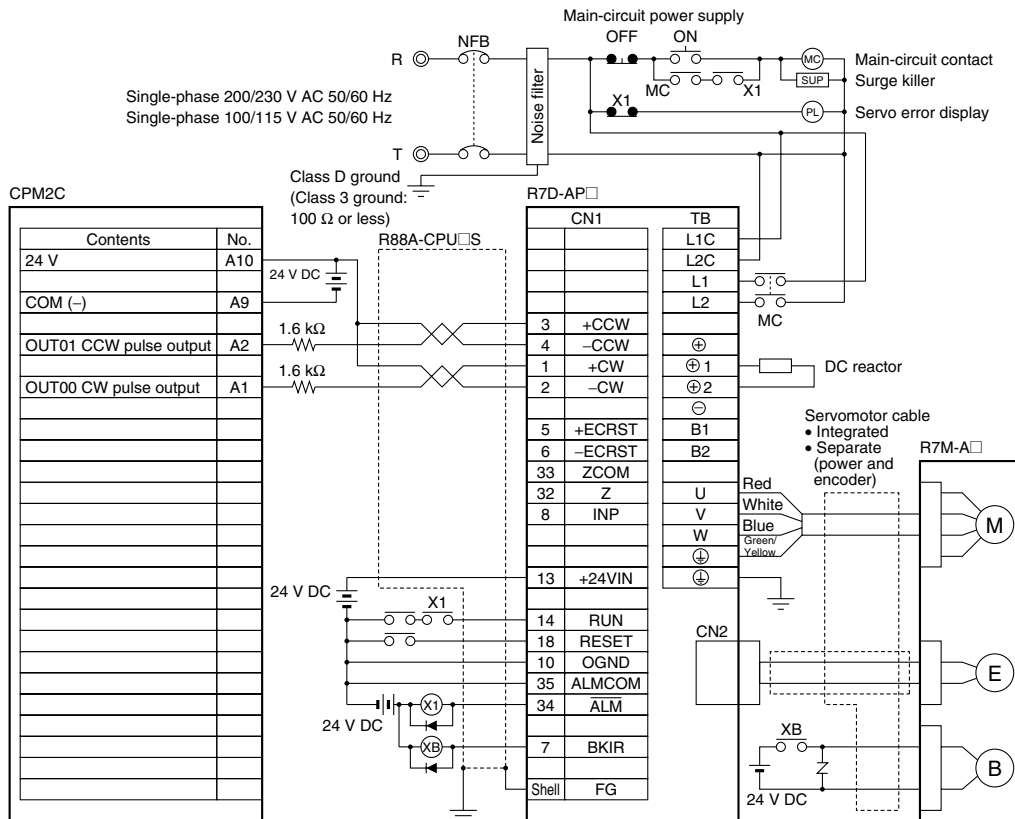 Main-circuit power supply
OFF
ON
NFB
R
MC
Main-circuit contact
SUP
Surge killer
MC
X1
X1
PL
Servo error display
Noise filter
Single-phase 200/230 V AC 50/60 Hz
Single-phase 100/115 V AC 50/60 Hz
T
Class D ground
(Class 3 ground:
100 Ω or less)
CPM2C
R7D-AP□
CN1
TB
R88A-CPU□S
Contents No.
24 V A10
24 V DC
COM (–) A9
OUT01 CCW pulse output A2
1.6 kΩ
OUT00 CW pulse output A1
1.6 kΩ
3 +CCW
4 –CCW
1 +CW
2 –CW
5 +ECRST
6 –ECRST
33 ZCOM
32 Z
8 INP
13 +24VIN
14 RUN
18 RESET
10 OGND
35 ALMCOM
34 ALM
7 BKIR
Shell FG
L1C
L2C
L1
L2
MC
⊕
⊕ 1
⊕ 2
DC reactor
⊖
B1
B2
U
V
W
Red
White
Blue
Green/
Yellow
Servomotor cable
• Integrated
• Separate
(power and
encoder)
R7M-A□
M
24 V DC
X1
X1
24 V DC
XB
CN2
E
XB
24 V DC
B